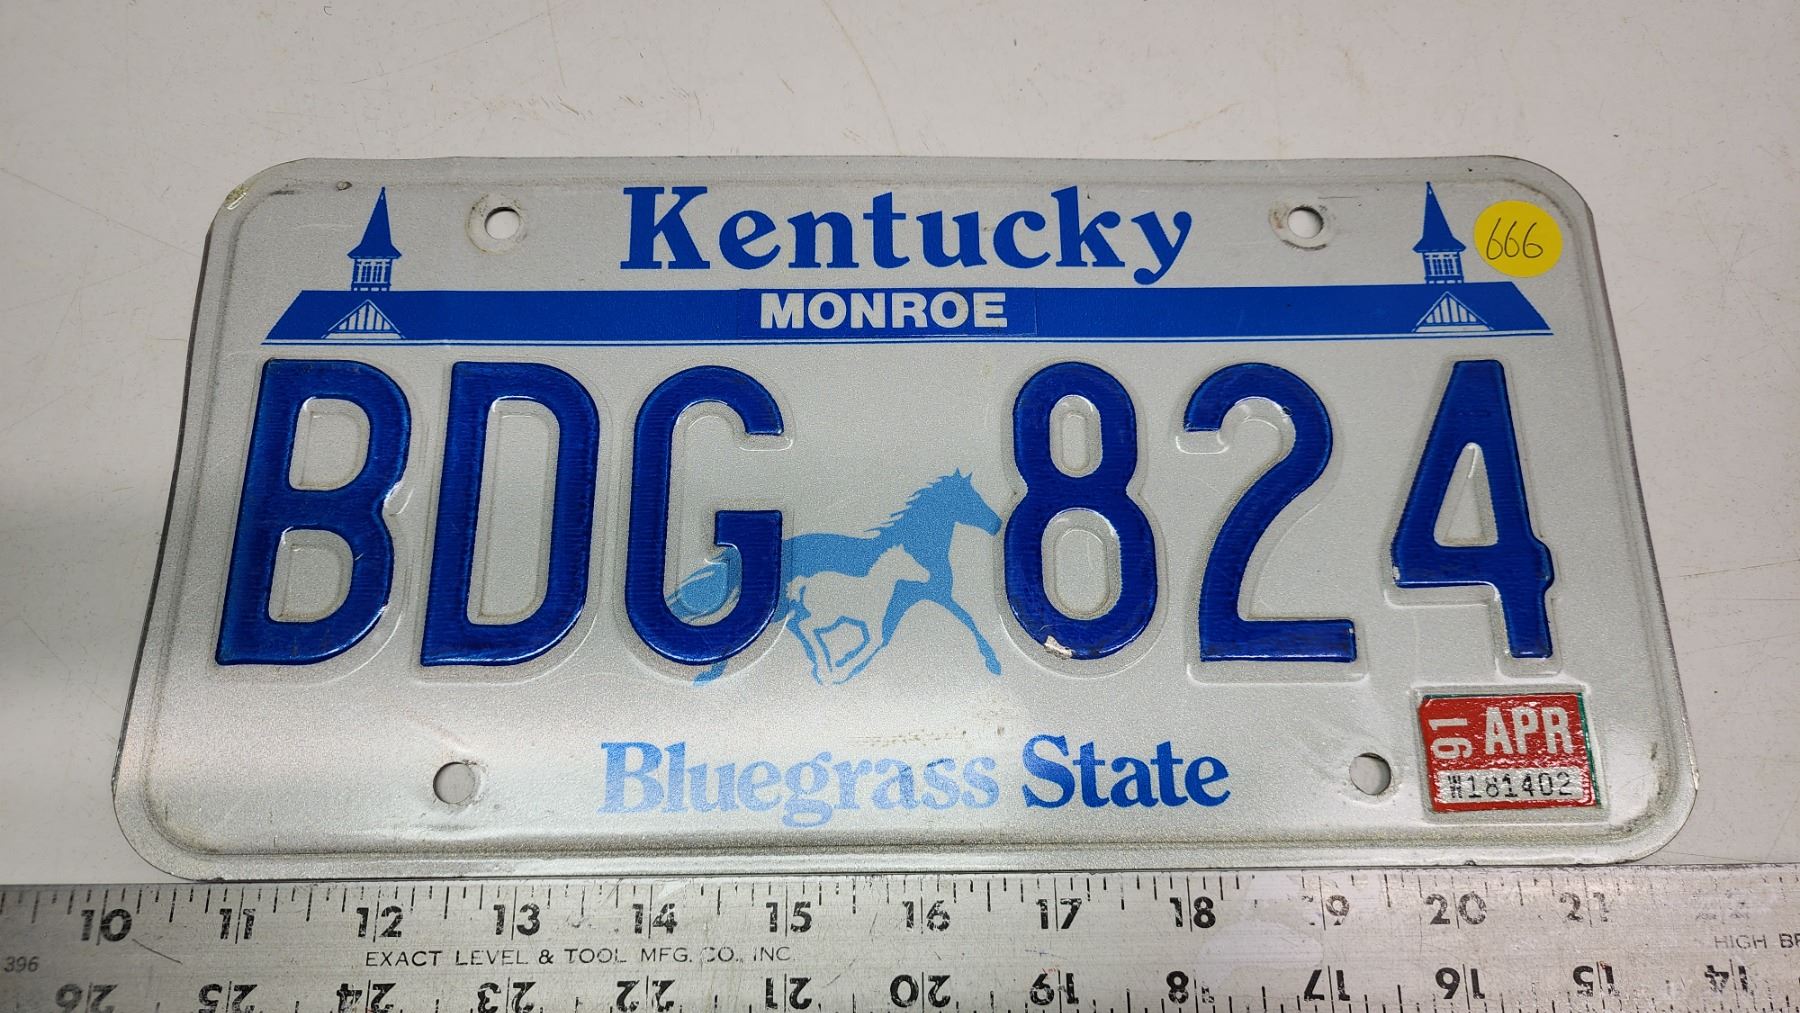 Kentucky
666
MONROE
BDG 824
91 APR
W181402
Bluegrass State
10 11 12 13 14 15 16 17 18 19 20 21
EXACT LEVEL & TOOL MFG. CO., INC.
HIGH
396
26 25 24 23 22 21 20 19 18 17 16 15 14